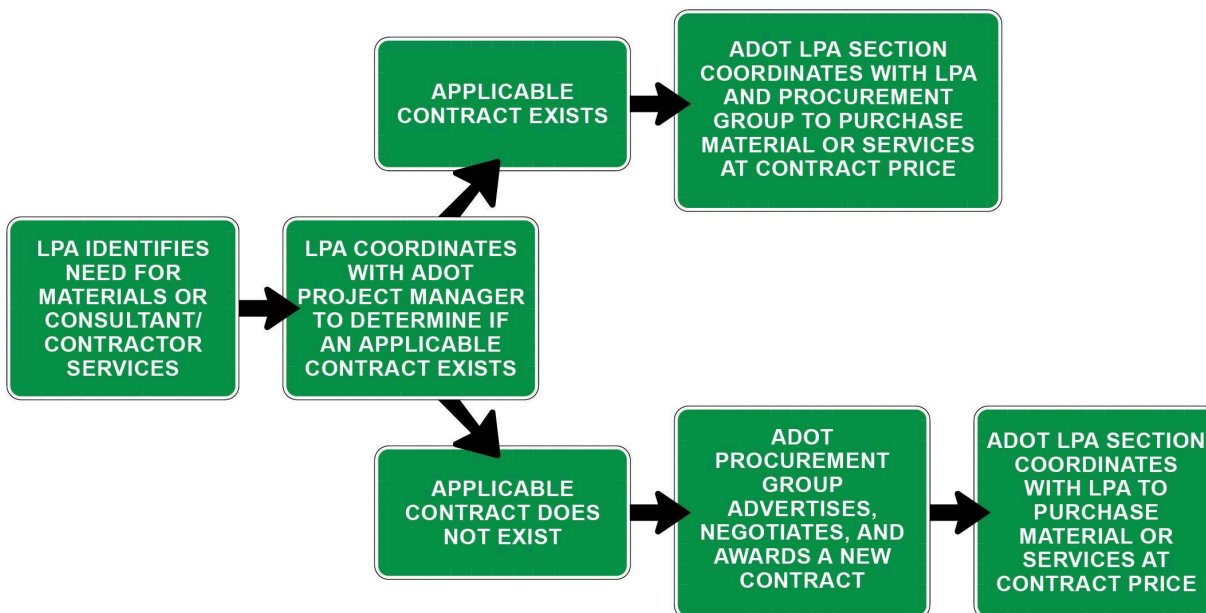 LPA IDENTIFIES
NEED FOR
MATERIALS OR
CONSULTANT/
CONTRACTOR
SERVICES
LPA COORDINATES
WITH ADOT
PROJECT MANAGER
TO DETERMINE IF
AN APPLICABLE
CONTRACT EXISTS
APPLICABLE
CONTRACT EXISTS
ADOT LPA SECTION
COORDINATES WITH LPA
AND PROCUREMENT
GROUP TO PURCHASE
MATERIAL OR SERVICES
AT CONTRACT PRICE
APPLICABLE
CONTRACT DOES
NOT EXIST
ADOT
PROCUREMENT
GROUP
ADVERTISES,
NEGOTIATES, AND
AWARDS A NEW
CONTRACT
ADOT LPA SECTION
COORDINATES
WITH LPA TO
PURCHASE
MATERIAL OR
SERVICES AT
CONTRACT PRICE